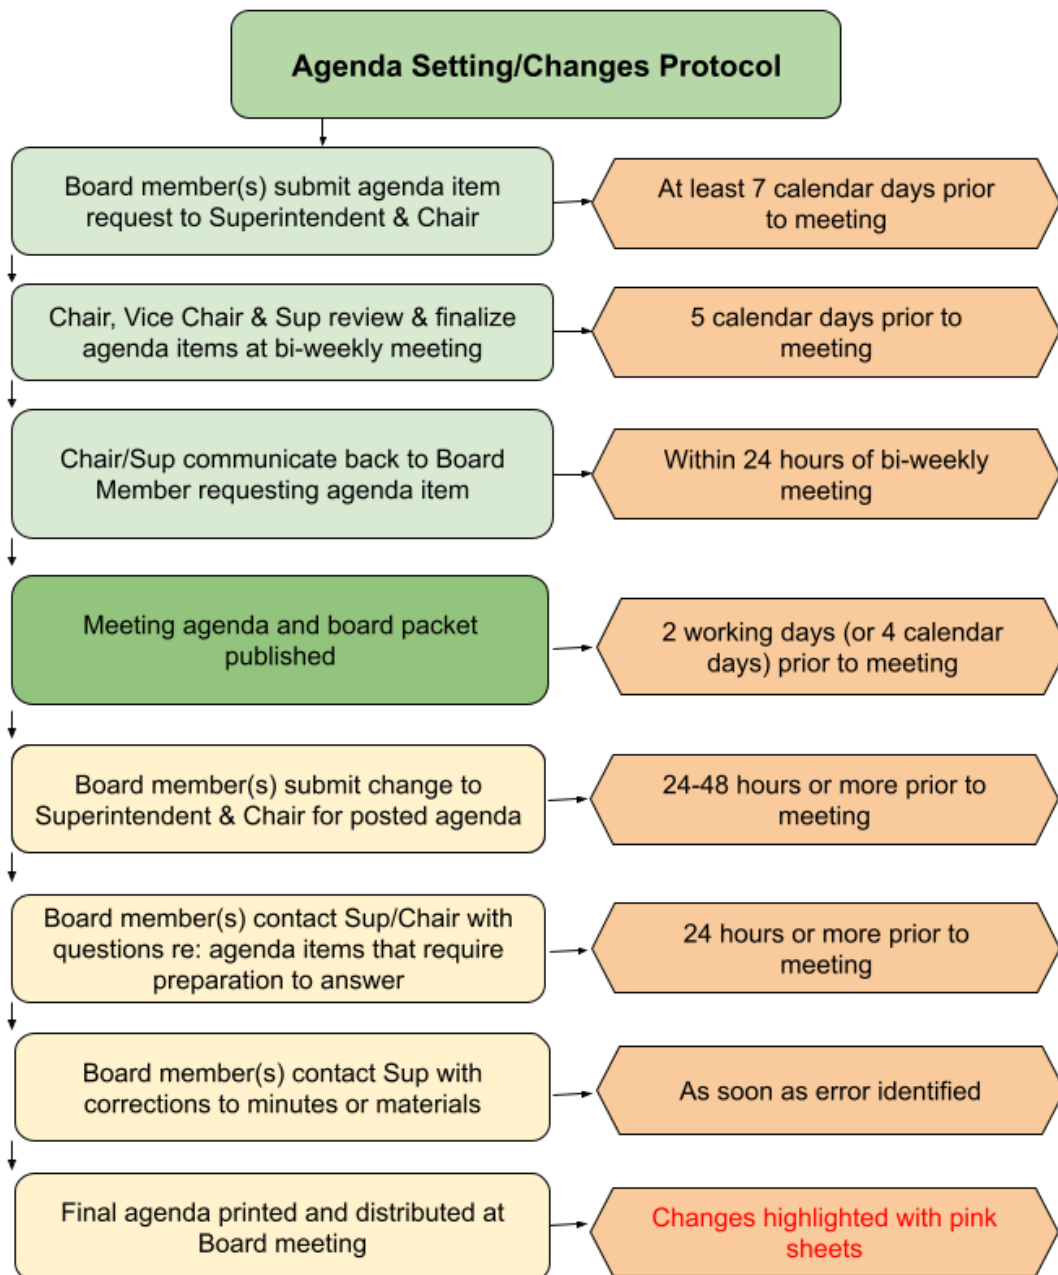 Agenda Setting/Changes Protocol
Board member(s) submit agenda item
request to Superintendent & Chair
At least 7 calendar days prior
to meeting
Chair, Vice Chair & Sup review & finalize
agenda items at bi-weekly meeting
5 calendar days prior to
meeting
Chair/Sup communicate back to Board
Member requesting agenda item
Within 24 hours of bi-weekly
meeting
Meeting agenda and board packet
published
2 working days (or 4 calendar
days) prior to meeting
Board member(s) submit change to
Superintendent & Chair for posted agenda
24-48 hours or more prior to
meeting
Board member(s) contact Sup/Chair with
questions re: agenda items that require
preparation to answer
24 hours or more prior to
meeting
Board member(s) contact Sup with
corrections to minutes or materials
As soon as error identified
Final agenda printed and distributed at
Board meeting
Changes highlighted with pink
sheets